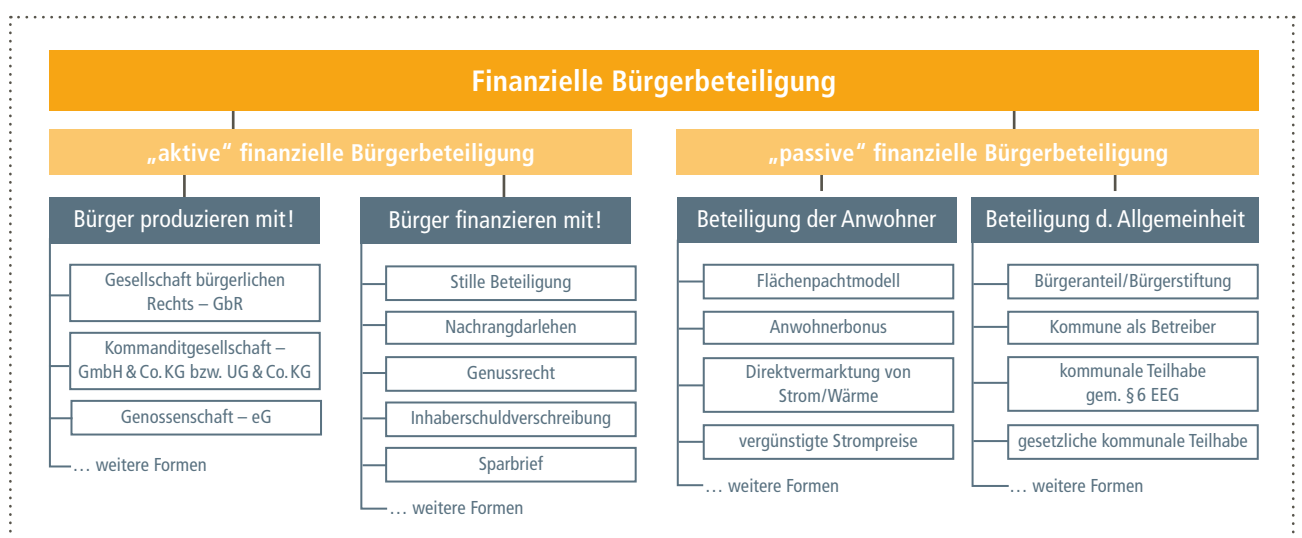 Finanzielle Bürgerbeteiligung
„aktive“ finanzielle Bürgerbeteiligung
Bürger produzieren mit!
Gesellschaft bürgerlichen
Rechts – GbR
Kommanditgesellschaft –
GmbH & Co. KG bzw. UG & Co. KG
Genossenschaft – eG
… weitere Formen
Bürger finanzieren mit!
Stille Beteiligung
Nachrangdarlehen
Genussrecht
Inhaberschuldverschreibung
Sparbrief
… weitere Formen
„passive“ finanzielle Bürgerbeteiligung
Beteiligung der Anwohner
Flächenpachtmodell
Anwohnerbonus
Direktvermarktung von
Strom/Wärme
vergünstigte Strompreise
… weitere Formen
Beteiligung d. Allgemeinheit
Bürgeranteil/Bürgerstiftung
Kommune als Betreiber
kommunale Teilhabe
gem. § 6 EEG
gesetzliche kommunale Teilhabe
… weitere Formen